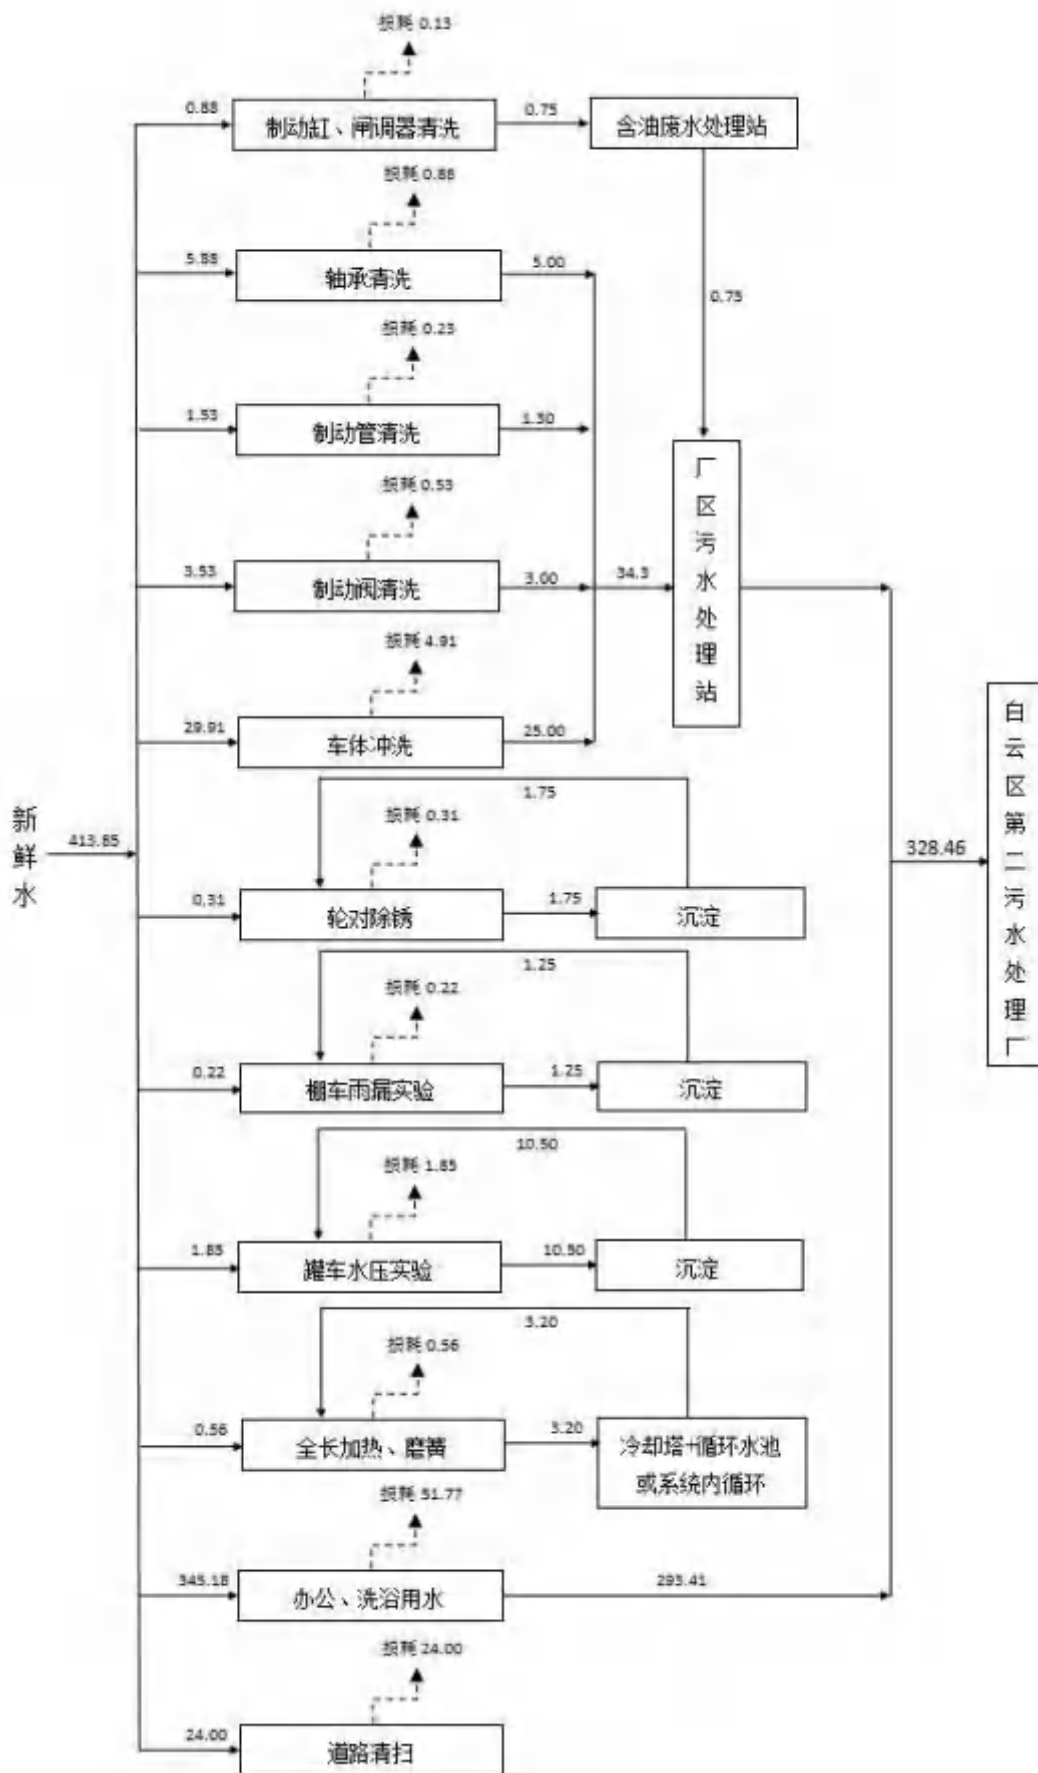 损耗 0.13
0.88
制动缸、闸调器清洗
0.75
含油废水处理站
损耗 0.88
5.88
轴承清洗
5.00
0.75
损耗 0.23
1.53
制动管清洗
1.30
损耗 0.53
3.53
制动阀清洗
3.00
34.3
厂区污水处理站
损耗 4.91
29.91
车体冲洗
25.00
白云区第二污水处理厂
328.46
新鲜水
413.85
1.75
损耗 0.31
0.31
轮对除锈
1.75
沉淀
1.25
损耗 0.22
0.22
棚车雨漏实验
1.25
沉淀
10.50
损耗 1.85
1.85
罐车水压实验
10.50
沉淀
3.20
损耗 0.56
0.56
全长加热、磨簧
3.20
冷却塔+循环水池
或系统内循环
损耗 51.77
345.18
办公、洗浴用水
293.41
损耗 24.00
24.00
道路清扫